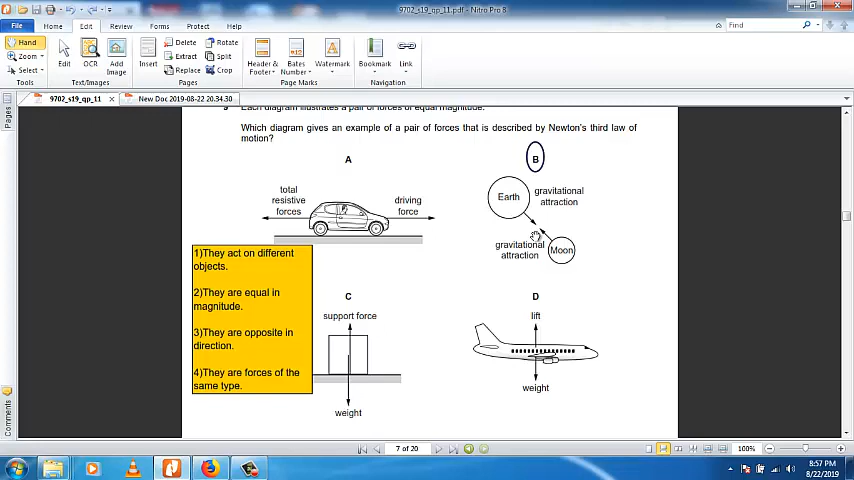 9702_s19_qp_11.pdf - Nitro Pro 8
File
Home
Edit
Review
Forms
Protect
Help
Find
Hand
Zoom
Select
Tools
Edit
OCR
Add
Image
Text/Images
Insert
Delete
Extract
Replace
Rotate
Split
Crop
Pages
Header &
Footer
Bates
Number
Watermark
Page Marks
Bookmark
Link
Navigation
9702_s19_qp_11
New Doc 2019-08-22 20.34.30
Pages
Comments
9 Each diagram illustrates a pair of forces of equal magnitude.
Which diagram gives an example of a pair of forces that is described by Newton's third law of
motion?
A
total
resistive
forces
driving
force
B
Earth
gravitational
attraction
gravitational
attraction
Moon
1)They act on different
objects.
2)They are equal in
magnitude.
3)They are opposite in
direction.
4)They are forces of the
same type.
C
support force
weight
D
lift
weight
7 of 20
100%
8:57 PM
8/22/2019